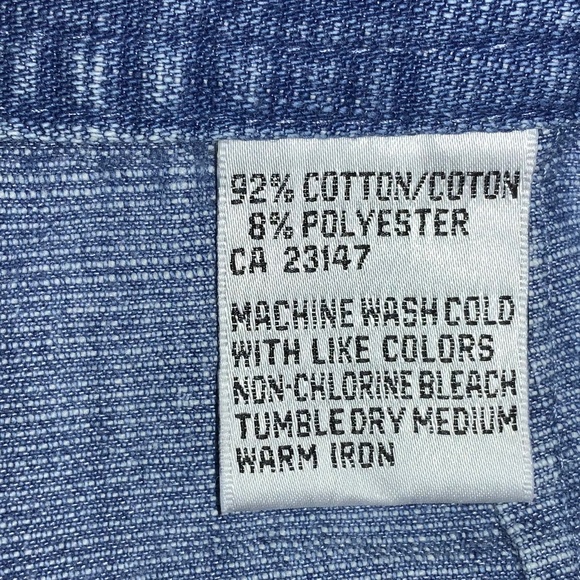 92% COTTON/COTON
8% POLYESTER
CA 23147
MACHINE WASH COLD
WITH LIKE COLORS
NON-CHLORINE BLEACH
TUMBLE DRY MEDIUM
WARM IRON